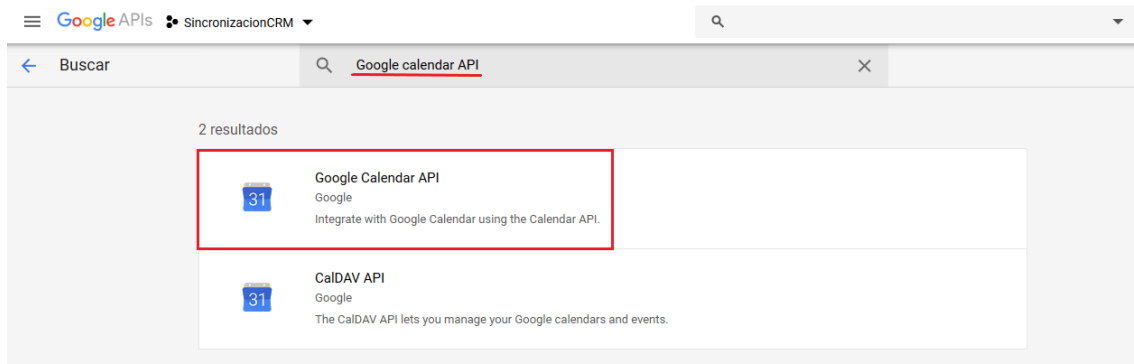 Google APIs SincronizacionCRM
Buscar Google calendar API
2 resultados
31
Google Calendar API
Google
Integrate with Google Calendar using the Calendar API.
31
CalDAV API
Google
The CalDAV API lets you manage your Google calendars and events.